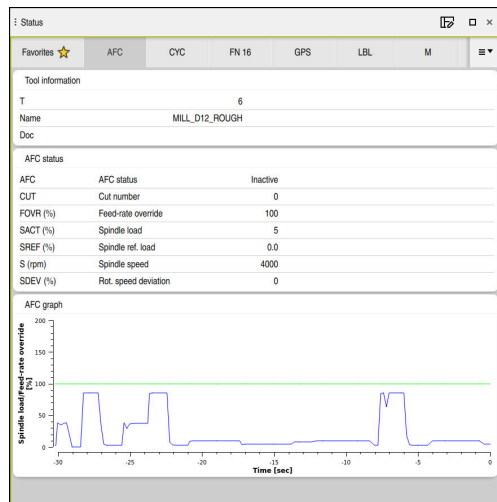 Status
Favorites AFC CYC FN 16 GPS LBL M
Tool information
T 6
Name MILL_D12_ROUGH
Doc
AFC status
AFC AFC status Inactive
CUT Cut number 0
FOVR (%) Feed-rate override 100
SACT (%) Spindle load 5
SREF (%) Spindle ref. load 0.0
S (rpm) Spindle speed 4000
SDEV (%) Rot. speed deviation 0
AFC graph
Spindle load/Feed-rate override
[%]
200
150
100
50
0
-30 -25 -20 -15 -10 -5 0
Time [sec]